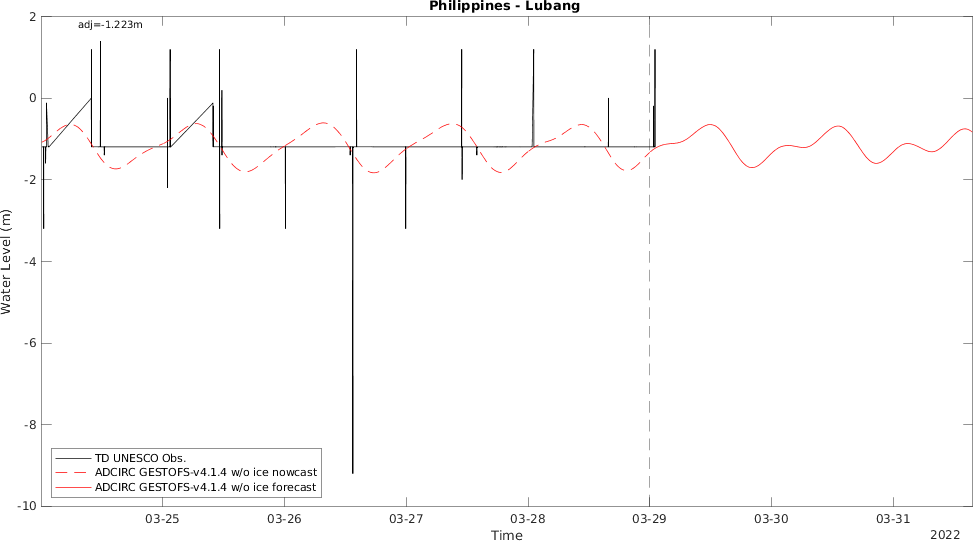 Philippines - Lubang
adj=-1.223m
2
0
-2
-4
-6
-8
-10
Water Level (m)
TD UNESCO Obs.
ADCIRC GESTOFS-v4.1.4 w/o ice nowcast
ADCIRC GESTOFS-v4.1.4 w/o ice forecast
03-25 03-26 03-27 03-28 03-29 03-30 03-31
Time
2022